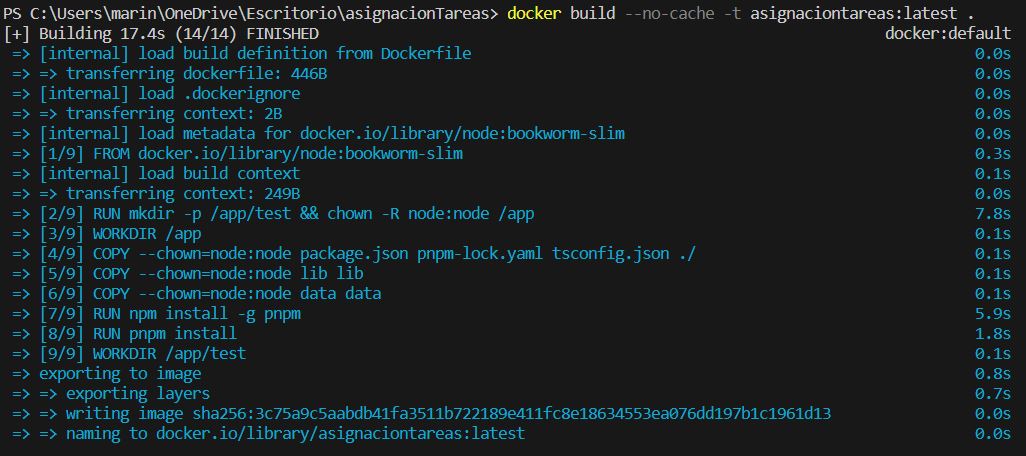 PS C:\Users\marin\OneDrive\Escritorio\asignacionTareas> docker build --no-cache -t asignaciontareas:latest .
[+] Building 17.4s (14/14) FINISHED docker:default
=> [internal] load build definition from Dockerfile 0.0s
=> => transferring dockerfile: 446B 0.0s
=> [internal] load .dockerignore 0.0s
=> => transferring context: 2B 0.0s
=> [internal] load metadata for docker.io/library/node:bookworm-slim 0.0s
=> [1/9] FROM docker.io/library/node:bookworm-slim 0.3s
=> [internal] load build context 0.1s
=> => transferring context: 249B 0.0s
=> [2/9] RUN mkdir -p /app/test && chown -R node:node /app 7.8s
=> [3/9] WORKDIR /app 0.1s
=> [4/9] COPY --chown=node:node package.json pnpm-lock.yaml tsconfig.json ./ 0.1s
=> [5/9] COPY --chown=node:node lib lib 0.1s
=> [6/9] COPY --chown=node:node data data 0.1s
=> [7/9] RUN npm install -g pnpm 5.9s
=> [8/9] RUN pnpm install 1.8s
=> [9/9] WORKDIR /app/test 0.1s
=> exporting to image 0.8s
=> => exporting layers 0.7s
=> => writing image sha256:3c75a9c5aabdb41fa3511b722189e411fc8e18634553ea076dd197b1c1961d13 0.0s
=> => naming to docker.io/library/asignaciontareas:latest 0.0s